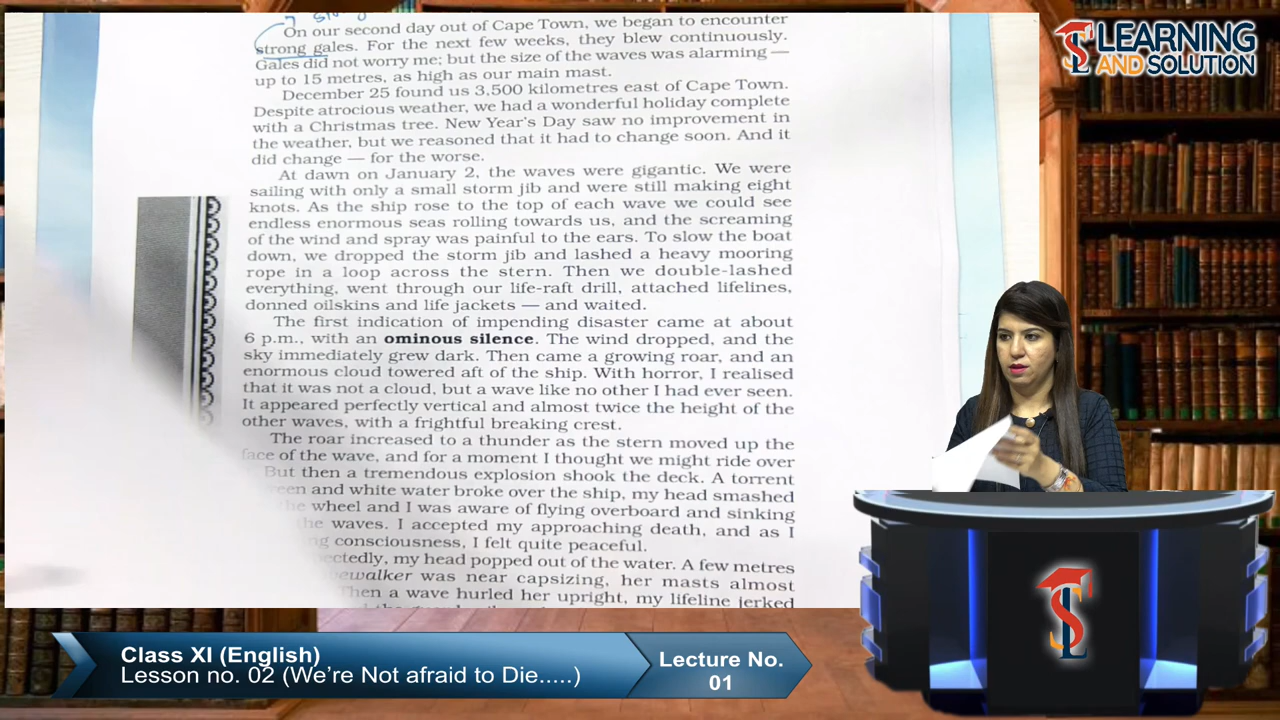 On our second day out of Cape Town, we began to encounter
strong gales. For the next few weeks, they blew continuously.
Gales did not worry me; but the size of the waves was alarming —
up to 15 metres, as high as our main mast.
December 25 found us 3,500 kilometres east of Cape Town.
Despite atrocious weather, we had a wonderful holiday complete
with a Christmas tree. New Year's Day saw no improvement in
the weather, but we reasoned that it had to change soon. And it
did change — for the worse.
At dawn on January 2, the waves were gigantic. We were
sailing with only a small storm jib and were still making eight
knots. As the ship rose to the top of each wave we could see
endless enormous seas rolling towards us, and the screaming
of the wind and spray was painful to the ears. To slow the boat
down, we dropped the storm jib and lashed a heavy mooring
rope in a loop across the stern. Then we double-lashed
everything, went through our life-raft drill, attached lifelines,
donned oilskins and life jackets — and waited.
The first indication of impending disaster came at about
6 p.m., with an ominous silence. The wind dropped, and the
sky immediately grew dark. Then came a growing roar, and an
enormous cloud towered aft of the ship. With horror, I realised
that it was not a cloud, but a wave like no other I had ever seen.
It appeared perfectly vertical and almost twice the height of the
other waves, with a frightful breaking crest.
The roar increased to a thunder as the stern moved up the
face of the wave, and for a moment I thought we might ride over
But then a tremendous explosion shook the deck. A torrent
and white water broke over the ship, my head smashed
wheel and I was aware of flying overboard and sinking
the waves. I accepted my approaching death, and as I
consciousness, I felt quite peaceful.
my head popped out of the water. A few metres
was near capsizing, her masts almost
Then a wave hurled her upright, my lifeline jerked
LEARNING
AND SOLUTION
Class XI (English)
Lesson no. 02 (We're Not afraid to Die.....)
Lecture No.
01